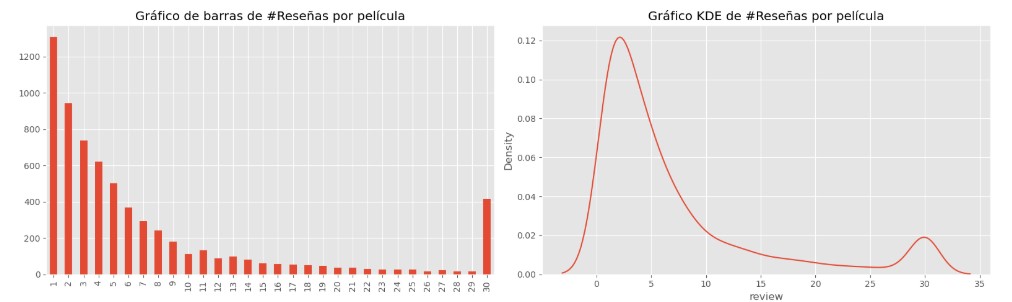 Gráfico de barras de #Reseñas por película
1200
1000
800
600
400
200
0
1 2 3 4 5 6 7 8 9 10 11 12 13 14 15 16 17 18 19 20 21 22 23 24 25 26 27 28 29 30
Gráfico KDE de #Reseñas por película
Density
0.12
0.10
0.08
0.06
0.04
0.02
0.00
0 5 10 15 20 25 30 35
review